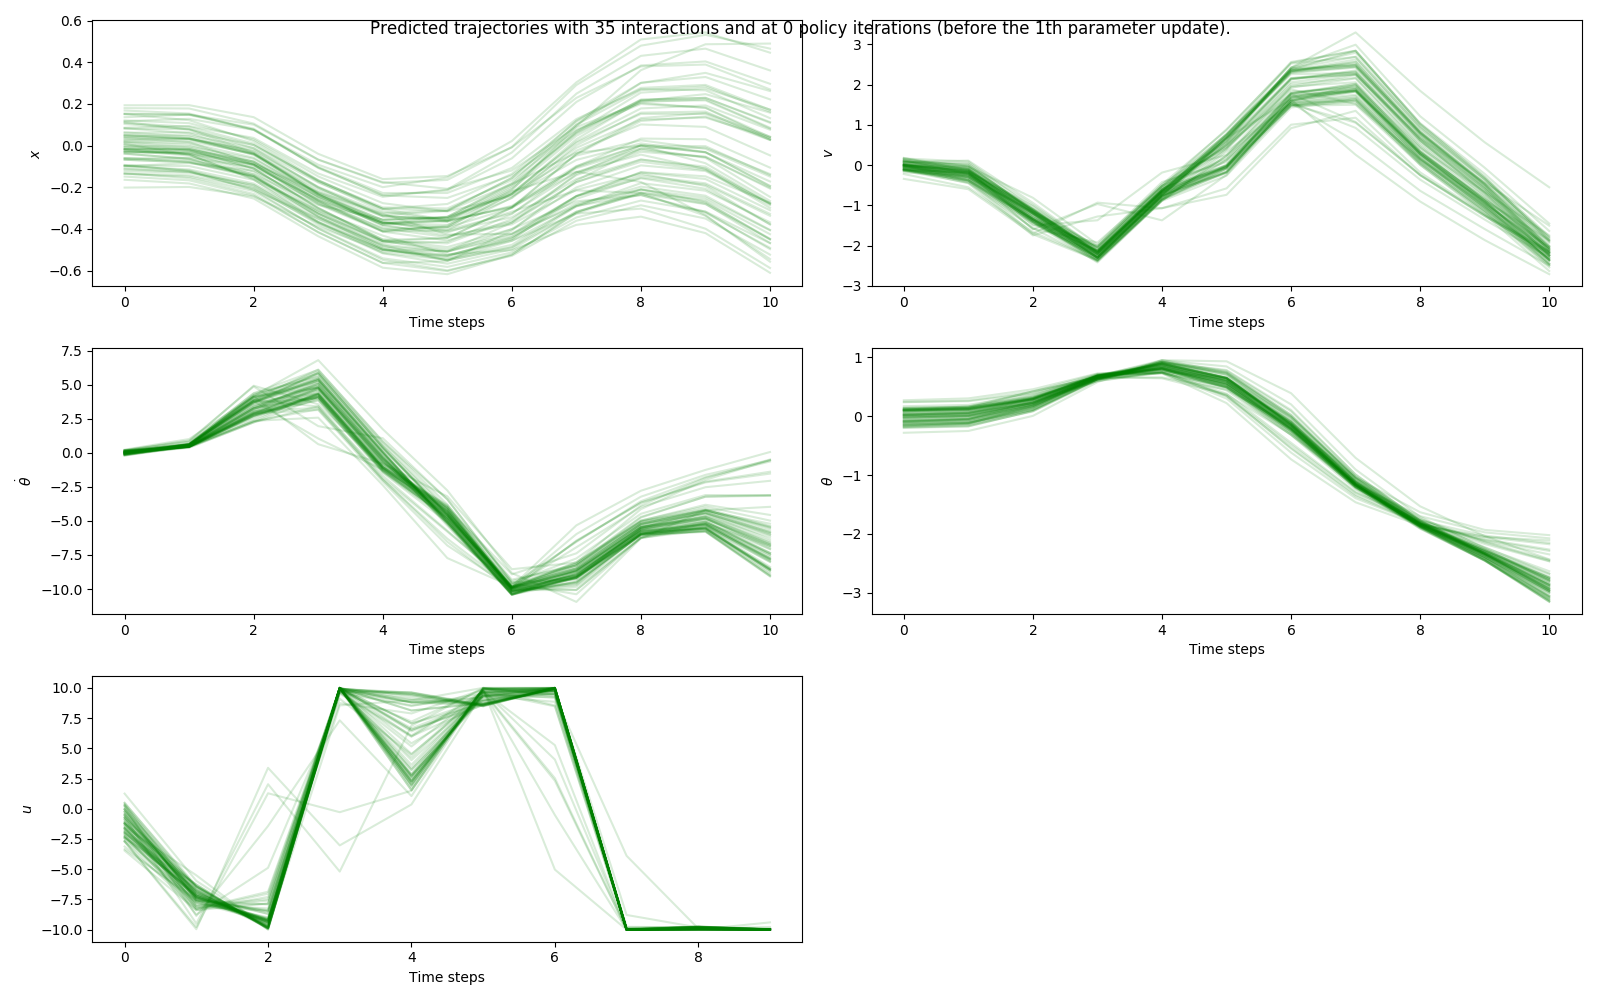 Predicted trajectories with 35 interactions and at 0 policy iterations (before the 1th parameter update).
0.6
0.4
0.2
0.0
−0.2
−0.4
−0.6
x
0 2 4 6 8 10
Time steps
3
2
1
0
−1
−2
−3
v
0 2 4 6 8 10
Time steps
7.5
5.0
2.5
0.0
−2.5
−5.0
−7.5
−10.0
θ̇
0 2 4 6 8 10
Time steps
1
0
−1
−2
−3
θ
0 2 4 6 8 10
Time steps
10.0
7.5
5.0
2.5
0.0
−2.5
−5.0
−7.5
−10.0
u
0 2 4 6 8
Time steps